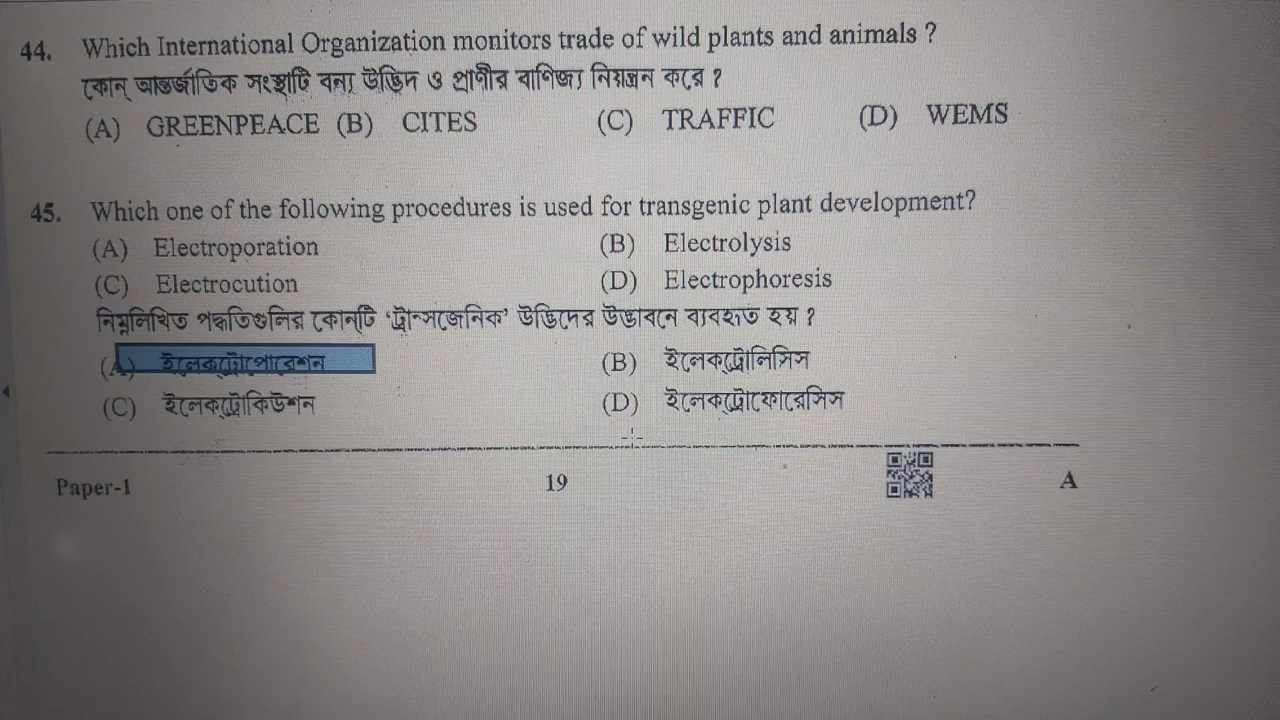 44. Which International Organization monitors trade of wild plants and animals ?
কোন্ আন্তর্জাতিক সংস্থাটি বন্য উদ্ভিদ ও প্রাণীর বাণিজ্য নিয়ন্ত্রন করে ?
(A) GREENPEACE (B) CITES (C) TRAFFIC (D) WEMS
45. Which one of the following procedures is used for transgenic plant development?
(A) Electroporation (B) Electrolysis
(C) Electrocution (D) Electrophoresis
নিম্নলিখিত পদ্ধতিগুলির কোন্‌টি ‘ট্রান্সজেনিক’ উদ্ভিদের উদ্ভাবনে ব্যবহৃত হয় ?
(A) ইলেকট্রোপোরেশন (B) ইলেকট্রোলিসিস
(C) ইলেকট্রোকিউশন (D) ইলেকট্রোফোরেসিস
Paper-1 19 A